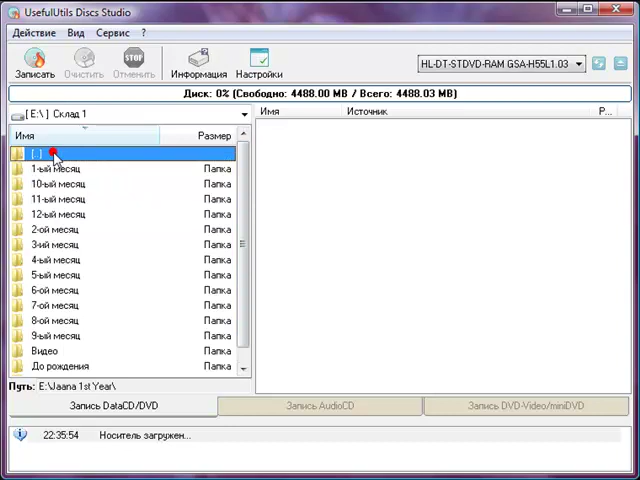 UsefulUtils Discs Studio
Действие Вид Сервис ?
Записать Очистить Отменить Информация Настройки
HL-DT-STDVD-RAM GSA-H55L1.03
Диск: 0% (Свободно: 4488.00 MB / Всего: 4488.03 MB)
[ E:\ ] Склад 1
Имя Размер
Имя Источник Р...
[..]
1-ый месяц Папка
10-ый месяц Папка
11-ый месяц Папка
12-ый месяц Папка
2-ой месяц Папка
3-ий месяц Папка
4-ый месяц Папка
5-ый месяц Папка
6-ой месяц Папка
7-ой месяц Папка
8-ой месяц Папка
9-ый месяц Папка
Видео Папка
До рождения Папка
Путь: E:\Jaana 1st Year\
Запись DataCD/DVD Запись AudioCD Запись DVD-Video/miniDVD
22:35:54 Носитель загружен...